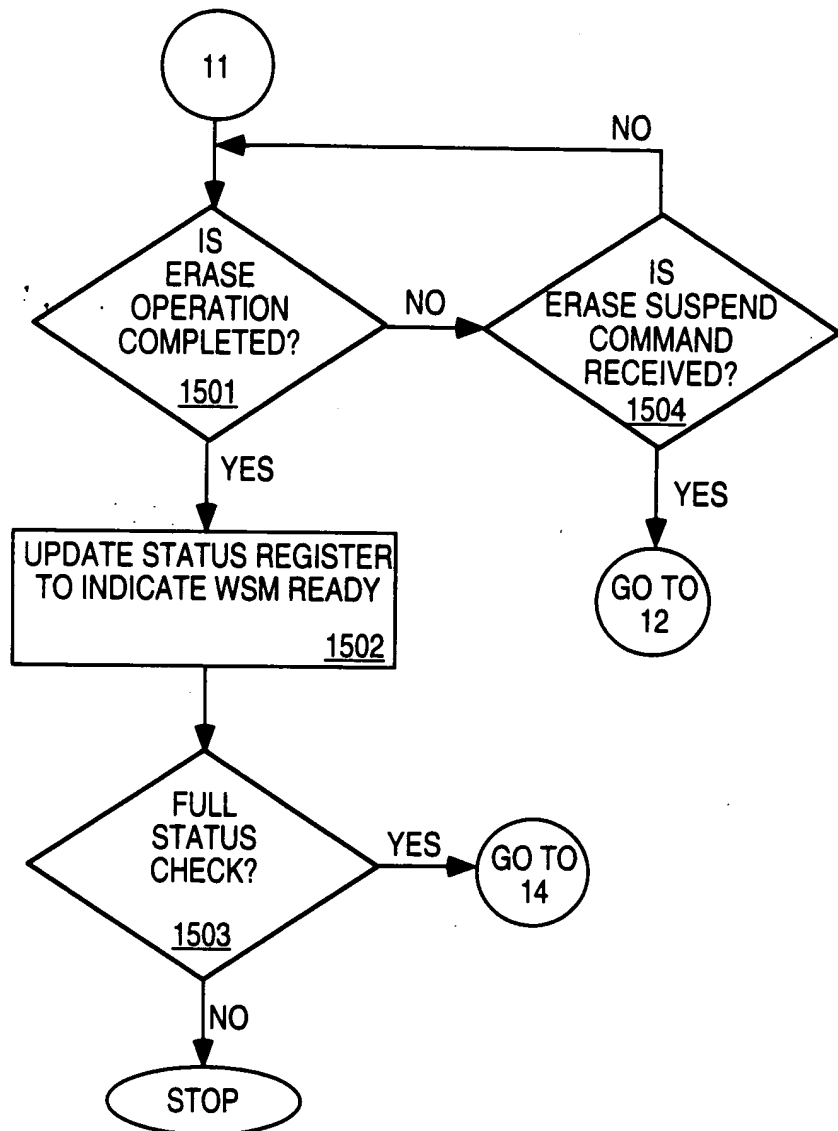 11
NO
IS
ERASE
OPERATION
COMPLETED?
1501
NO
IS
ERASE SUSPEND
COMMAND
RECEIVED?
1504
YES
YES
UPDATE STATUS REGISTER
TO INDICATE WSM READY
1502
GO TO
12
FULL
STATUS
CHECK?
1503
YES
GO TO
14
NO
STOP